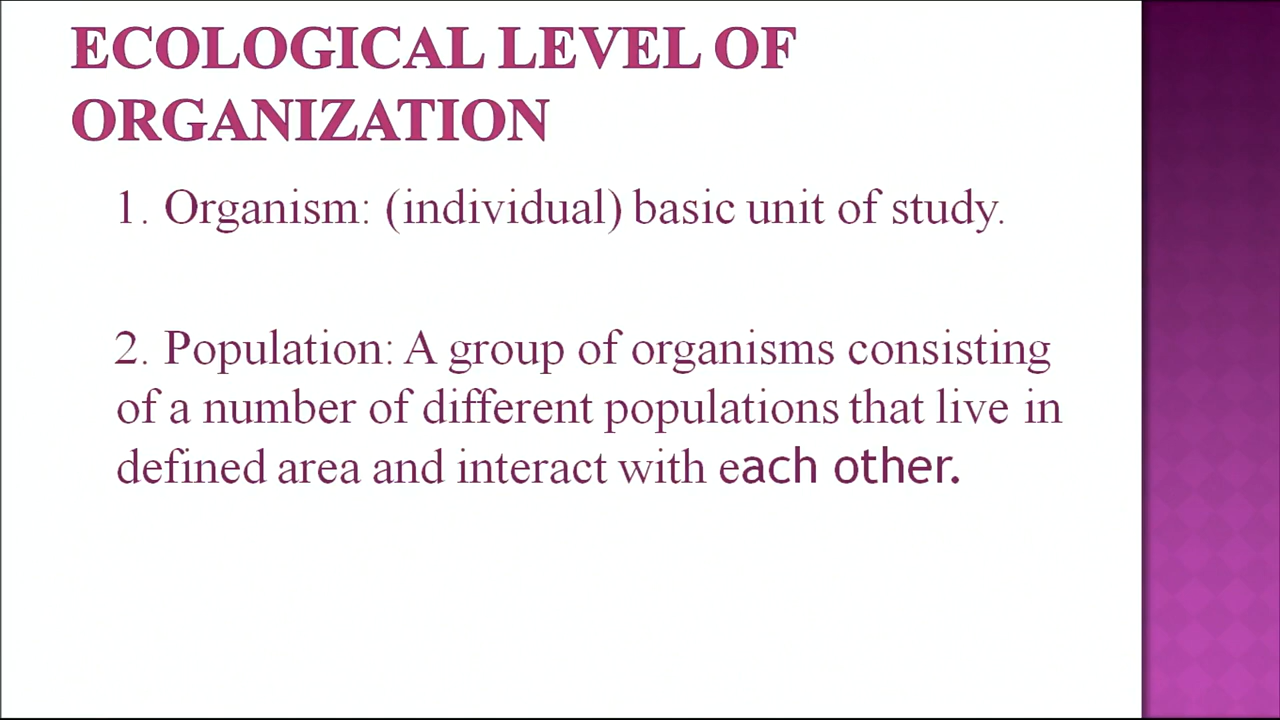 ECOLOGICAL LEVEL OF
ORGANIZATION
1. Organism: (individual) basic unit of study.
2. Population: A group of organisms consisting
of a number of different populations that live in
defined area and interact with each other.